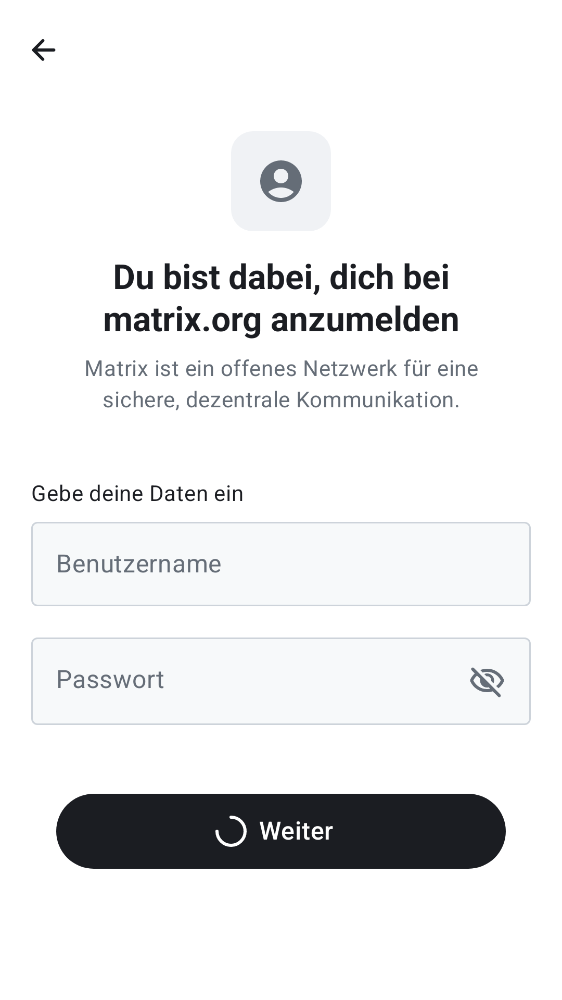 Du bist dabei, dich bei
matrix.org anzumelden
Matrix ist ein offenes Netzwerk für eine
sichere, dezentrale Kommunikation.
Gebe deine Daten ein
Benutzername
Passwort
Weiter